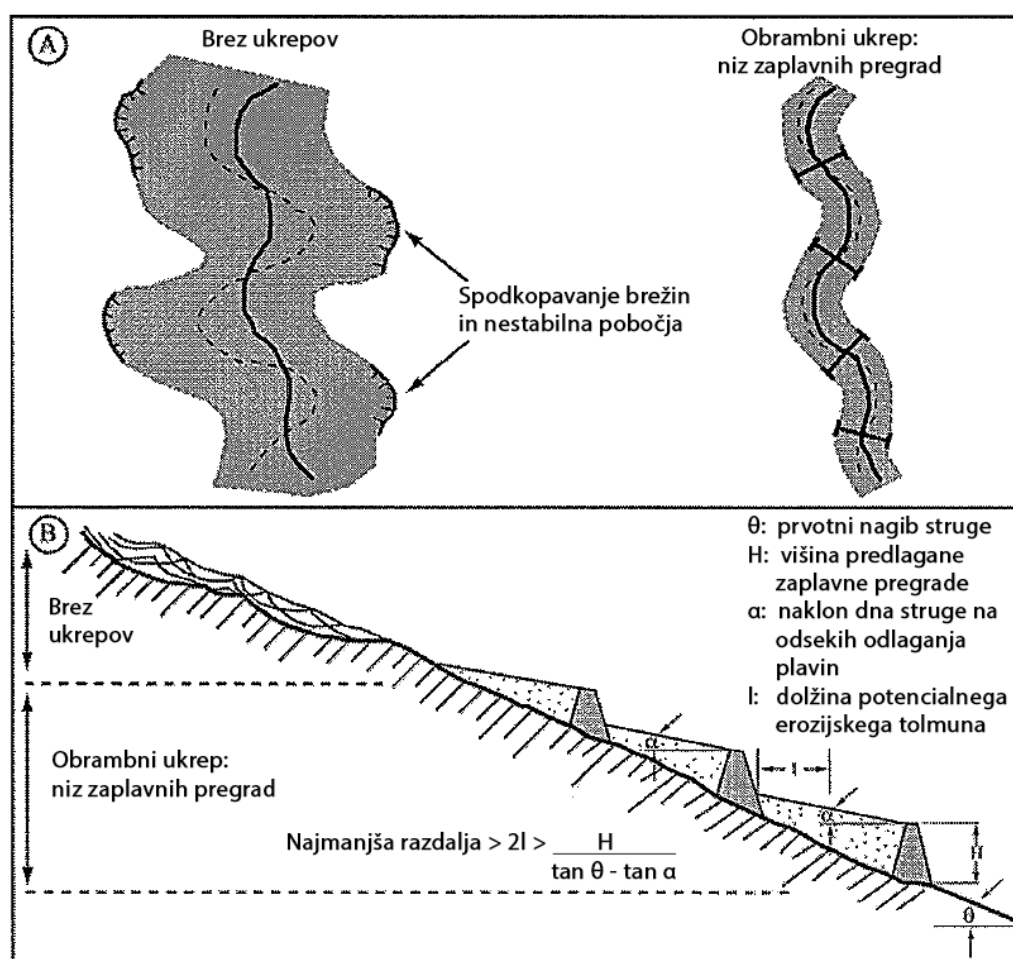 A
Brez ukrepov
Obrambni ukrep:
niz zaplavnih pregrad
Spodkopavanje brežin
in nestabilna pobočja
B
θ: prvotni nagib struge
H: višina predlagane
zaplavne pregrade
α: naklon dna struge na
odsekih odlaganja
plavin
l: dolžina potencialnega
erozijskega tolmuna
Brez
ukrepov
Obrambni ukrep:
niz zaplavnih pregrad
α
l
α
H
θ
Najmanjša razdalja > 2l > H
tan θ - tan α